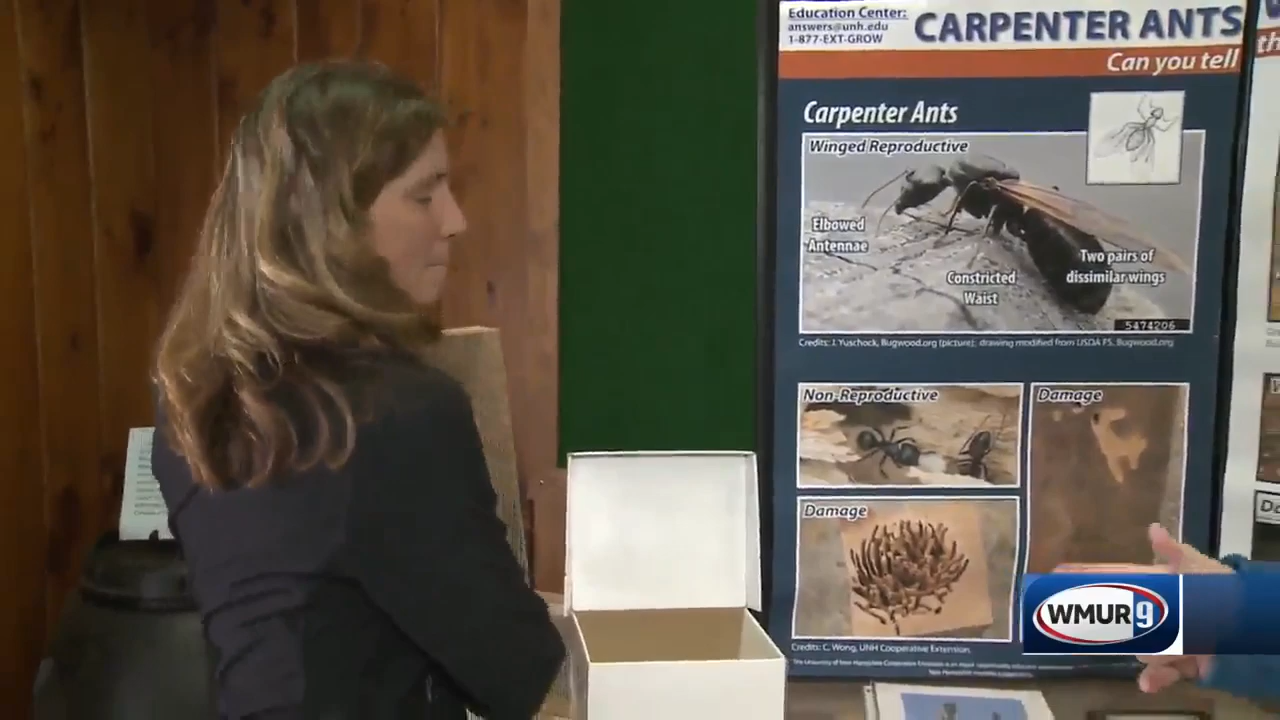 Education Center:
answers@unh.edu
1-877-EXT-GROW
CARPENTER ANTS
Can you tell
Carpenter Ants
Winged Reproductive
Elbowed
Antennae
Constricted
Waist
Two pairs of
dissimilar wings
5474206
Credits: J. Yuschock, Bugwood.org (picture); drawing modified from USDA FS, Bugwood.org
Non-Reproductive
Damage
Damage
Credits: C. Wong, UNH Cooperative Extension.
WMUR 9